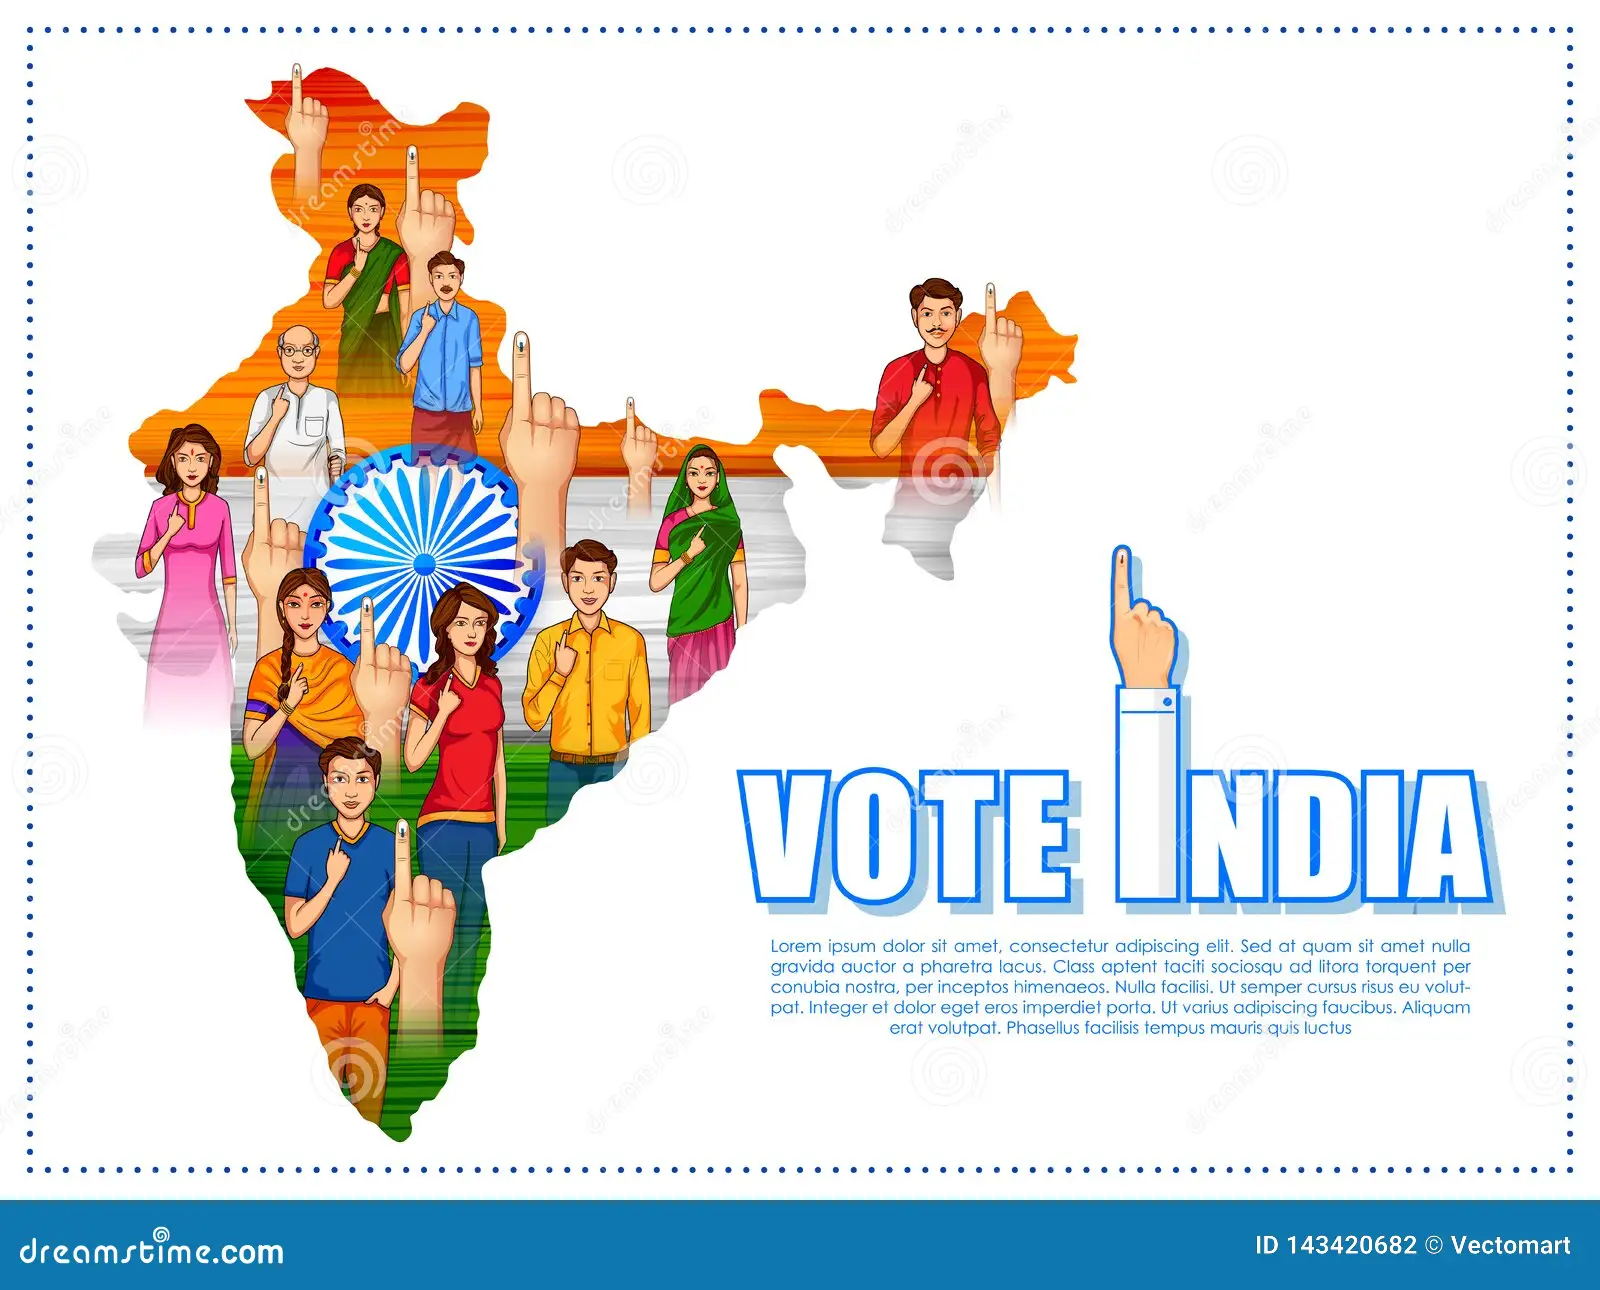 VOTE INDIA
Lorem ipsum dolor sit amet, consectetur adipiscing elit. Sed at quam sit amet nulla
gravida auctor a pharetra lacus. Class aptent taciti sociosqu ad litora torquent per
conubia nostra, per inceptos himenaeos. Nulla facilisi. Ut semper cursus risus eu volut-
pat. Integer et dolor eget eros imperdiet porta. Ut varius adipiscing faucibus. Aliquam
erat volutpat. Phasellus facilisis tempus mauris quis luctus
dreamstime.com
ID 143420682 © Vectomart